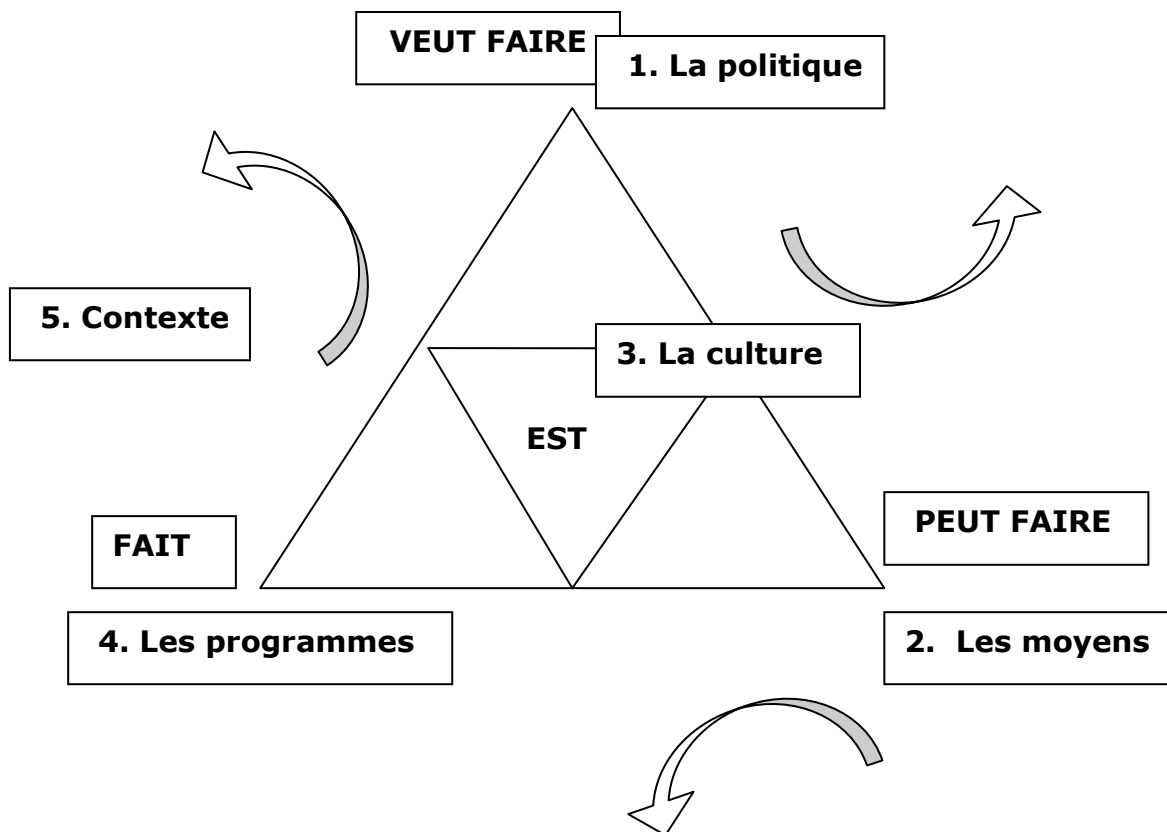 VEUT FAIRE
1. La politique
5. Contexte
3. La culture
EST
PEUT FAIRE
FAIT
4. Les programmes
2. Les moyens